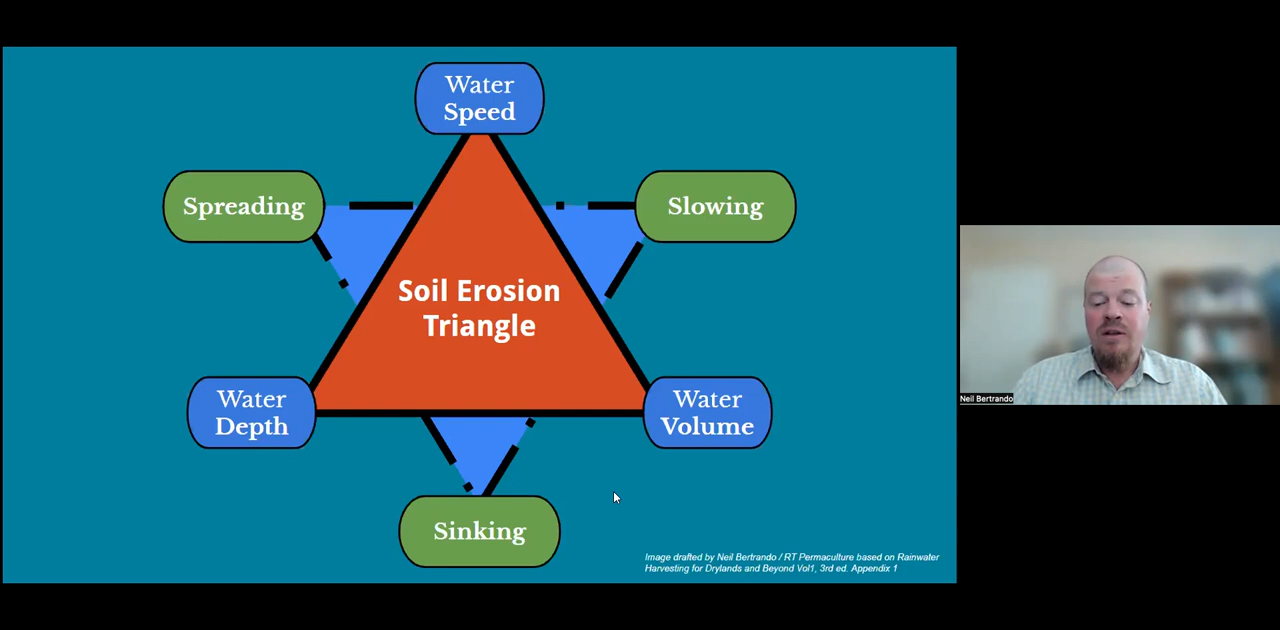 Water
Speed
Spreading
Slowing
Soil Erosion
Triangle
Water
Depth
Water
Volume
Sinking
Image drafted by Neil Bertrando / RT Permaculture based on Rainwater
Harvesting for Drylands and Beyond Vol1, 3rd ed. Appendix 1
Neil Bertrando